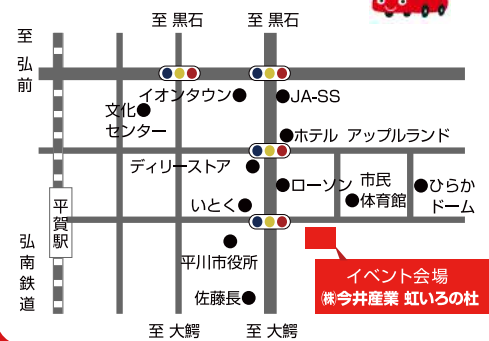 至 黒石
至 黒石
至
弘
前
イオンタウン
JA-SS
文化
センター
ホテル アップルランド
ディリーストア
ローソン
市民
体育館
ひらか
ドーム
いとく
平
賀
駅
弘
南
鉄
道
平川市役所
イベント会場
㈱今井産業 虹いろの杜
佐藤長
至 大鰐
至 大鰐